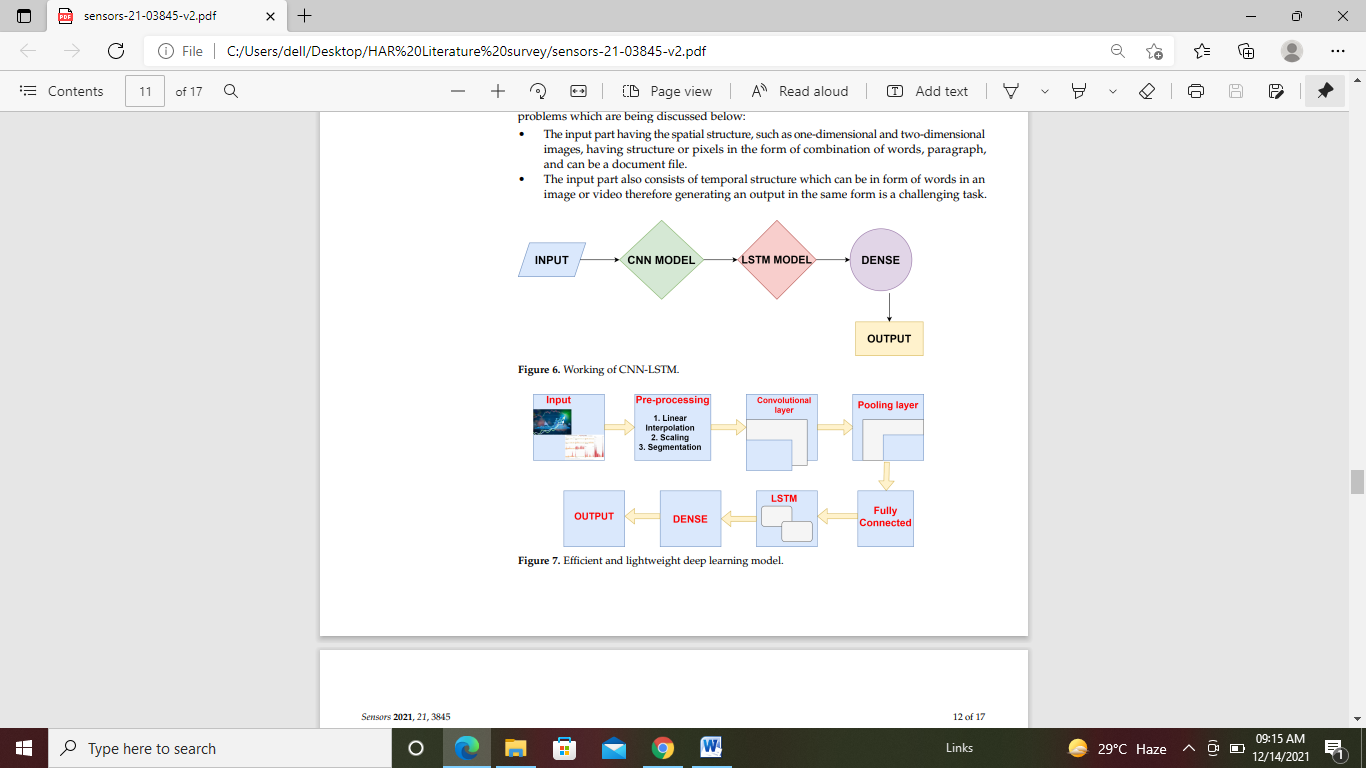 sensors-21-03845-v2.pdf
File
C:/Users/dell/Desktop/HAR%20Literature%20survey/sensors-21-03845-v2.pdf
Contents
11
of 17
Page view
Read aloud
Add text
problems which are being discussed below:
• The input part having the spatial structure, such as one-dimensional and two-dimensional
images, having structure or pixels in the form of combination of words, paragraph,
and can be a document file.
• The input part also consists of temporal structure which can be in form of words in an
image or video therefore generating an output in the same form is a challenging task.
INPUT
CNN MODEL
LSTM MODEL
DENSE
OUTPUT
Figure 6. Working of CNN-LSTM.
Input
Pre-processing
1. Linear
Interpolation
2. Scaling
3. Segmentation
Convolutional
layer
Pooling layer
Fully
Connected
LSTM
DENSE
OUTPUT
Figure 7. Efficient and lightweight deep learning model.
Sensors 2021, 21, 3845
12 of 17
Type here to search
Links
29°C Haze
09:15 AM
12/14/2021
1